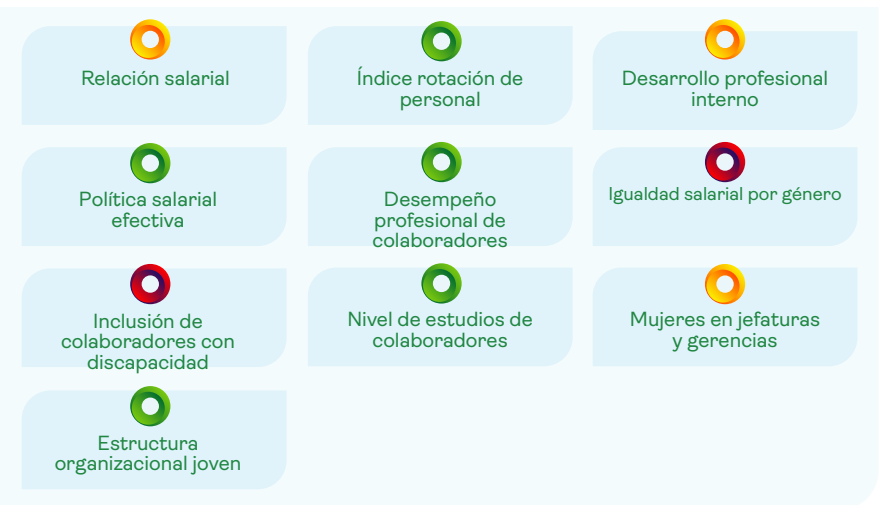 Relación salarial
Índice rotación de
personal
Desarrollo profesional
interno
Política salarial
efectiva
Desempeño
profesional de
colaboradores
Igualdad salarial por género
Inclusión de
colaboradores con
discapacidad
Nivel de estudios de
colaboradores
Mujeres en jefaturas
y gerencias
Estructura
organizacional joven